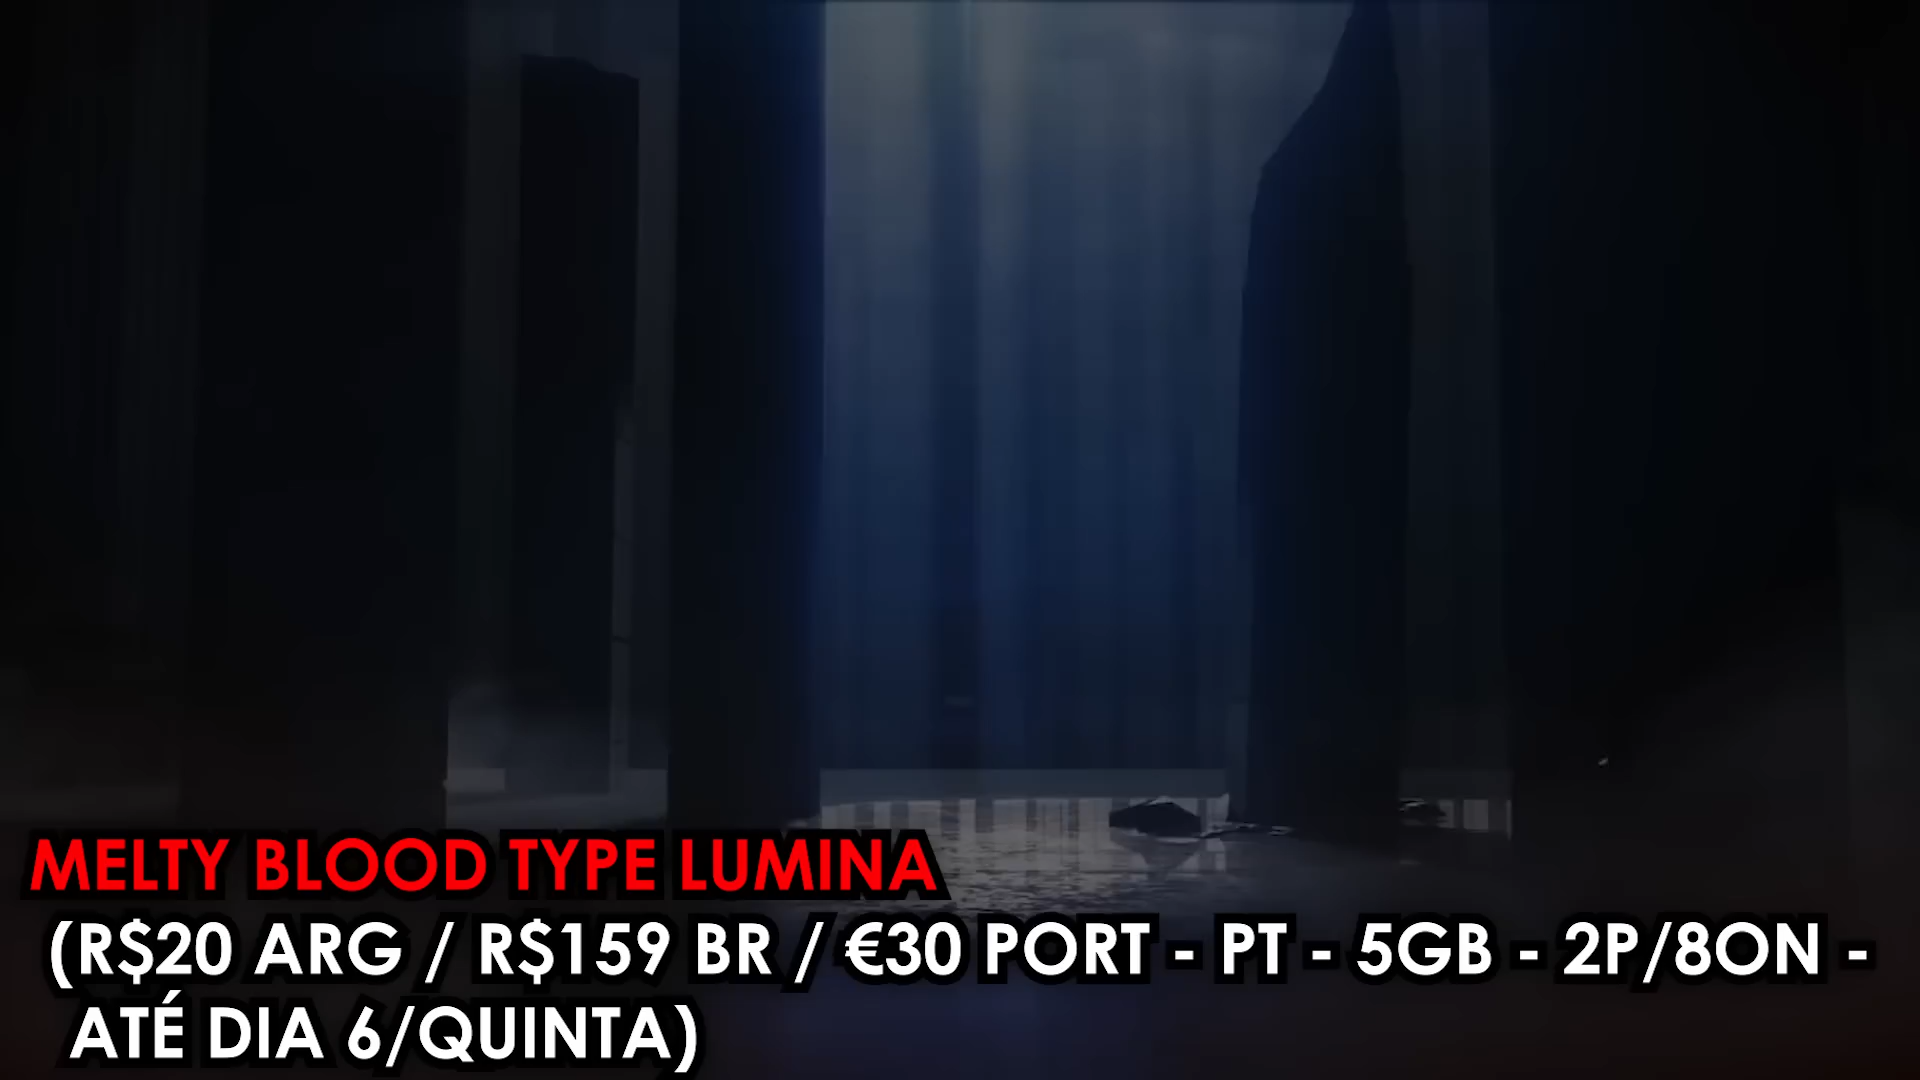 MELTY BLOOD TYPE LUMINA
(R$20 ARG / R$159 BR / €30 PORT - PT - 5GB - 2P/8ON -
ATÉ DIA 6/QUINTA)